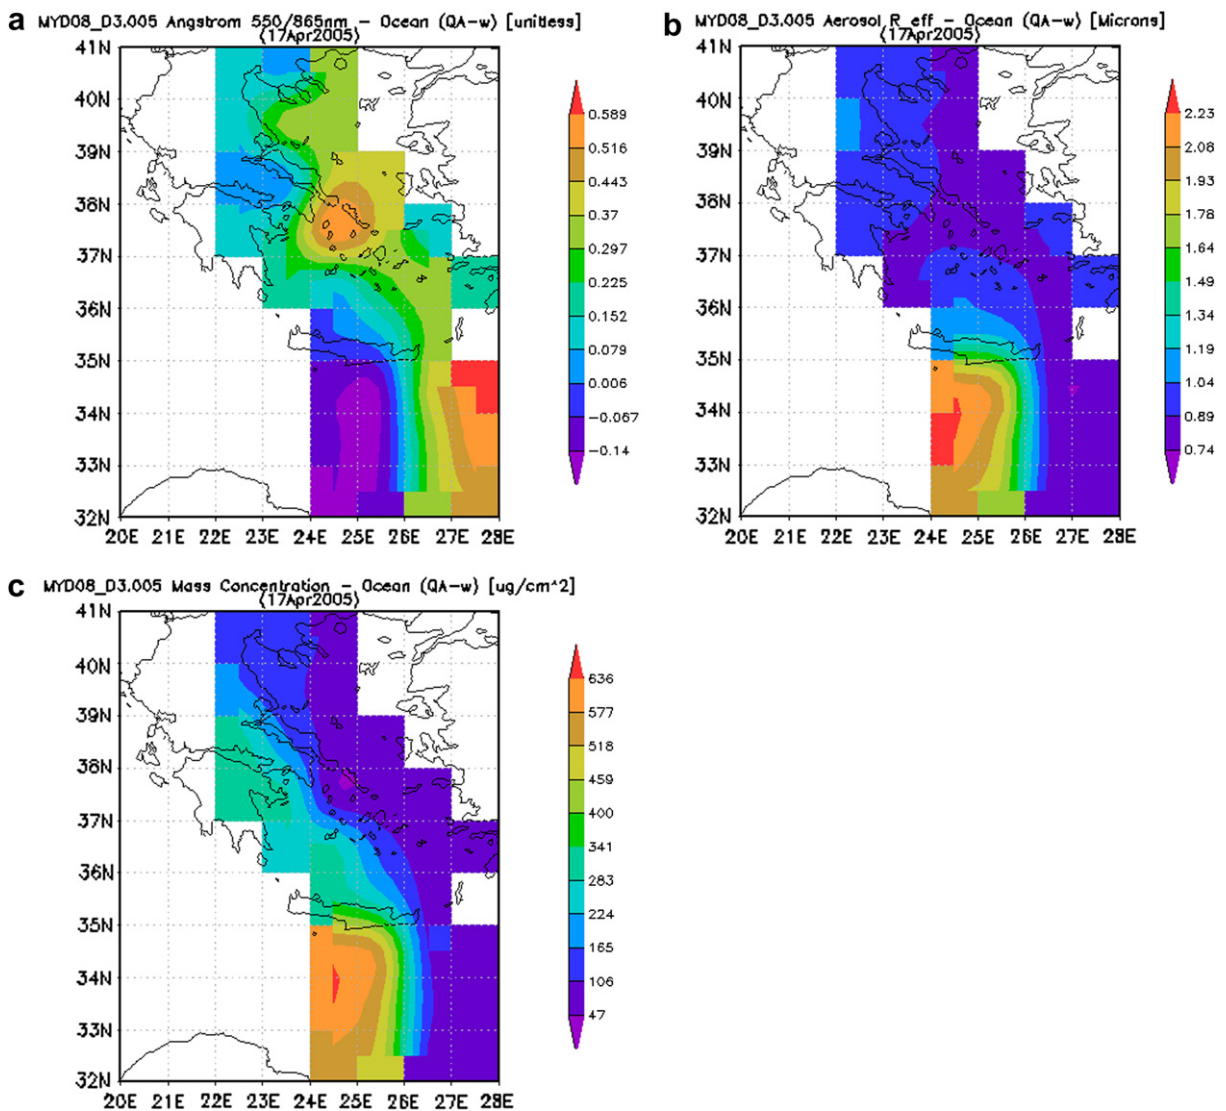 a MYD08_D3.005 Angstrom 550/865nm – Ocean (QA-w) [unitless]
(17Apr2005)
41N
40N
39N
38N
37N
36N
35N
34N
33N
32N
20E 21E 22E 23E 24E 25E 26E 27E 28E
0.589
0.516
0.443
0.37
0.297
0.225
0.152
0.079
0.006
−0.067
−0.14
b MYD08_D3.005 Aerosol R_eff – Ocean (QA-w) [Microns]
(17Apr2005)
41N
40N
39N
38N
37N
36N
35N
34N
33N
32N
20E 21E 22E 23E 24E 25E 26E 27E 28E
2.23
2.08
1.93
1.78
1.64
1.49
1.34
1.19
1.04
0.89
0.74
c MYD08_D3.005 Mass Concentration – Ocean (QA-w) [ug/cm^2]
(17Apr2005)
41N
40N
39N
38N
37N
36N
35N
34N
33N
32N
20E 21E 22E 23E 24E 25E 26E 27E 28E
636
577
518
459
400
341
283
224
165
106
47